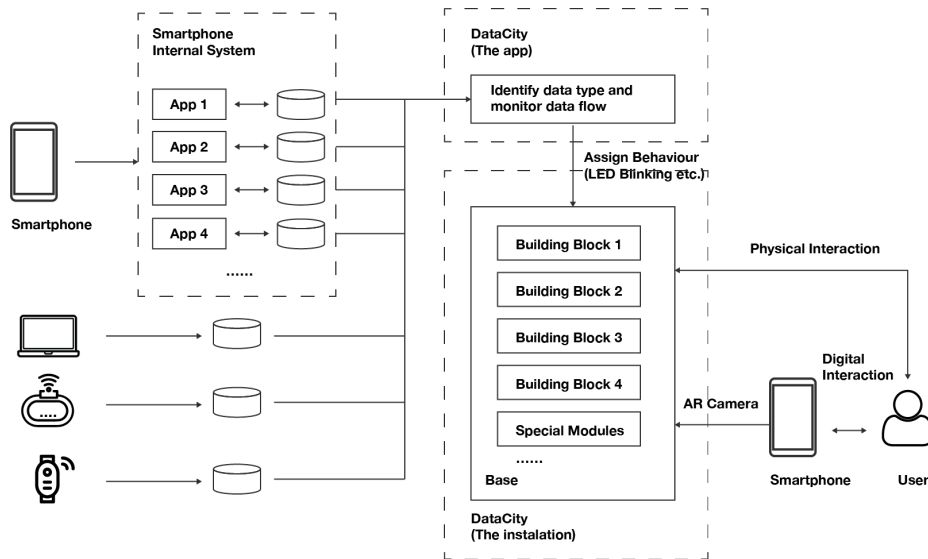 Smartphone
Internal System
App 1
App 2
App 3
App 4
......
Smartphone
DataCity
(The app)
Identify data type and
monitor data flow
Assign Behaviour
(LED Blinking etc.)
Building Block 1
Building Block 2
Building Block 3
Building Block 4
Special Modules
......
Base
DataCity
(The instalation)
Physical Interaction
Digital
Interaction
AR Camera
Smartphone
User